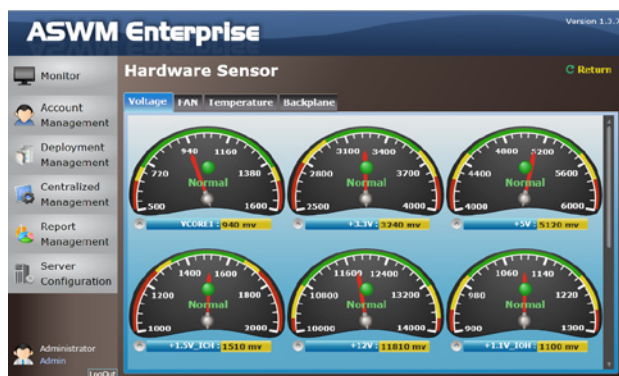 ASWM Enterprise
Version 1.3.
Monitor
Account
Management
Deployment
Management
Centralized
Management
Report
Management
Server
Configuration
Administrator
Admin
LogOut
Hardware Sensor
Return
Voltage FAN Temperature Backplane
500 720 940 1160 1380 1600
Normal
VCORE1 : 940 mv
2500 2800 3100 3400 3700 4000
Normal
+3.3V : 3240 mv
4000 4400 4800 5200 5600 6000
Normal
+5V : 5120 mv
1000 1200 1400 1600 1800 2000
Normal
+1.5V_ICH : 1510 mv
10000 10800 11600 12400 13200 14000
Normal
+12V : 11810 mv
900 980 1060 1140 1220 1300
Normal
+1.1V_IOH : 1100 mv